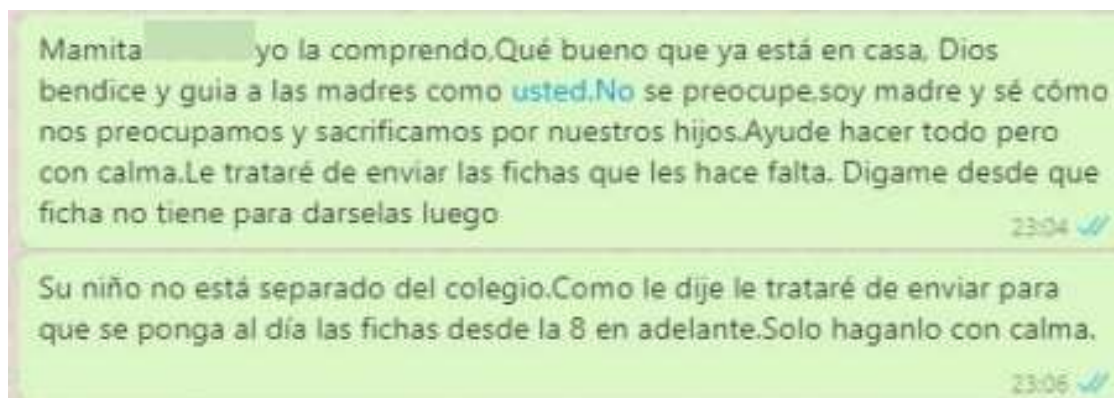 Mamita yo la comprendo,Qué bueno que ya está en casa, Dios
bendice y guia a las madres como usted.No se preocupe,soy madre y sé cómo
nos preocupamos y sacrificamos por nuestros hijos.Ayude hacer todo pero
con calma.Le trataré de enviar las fichas que les hace falta. Digame desde que
ficha no tiene para darselas luego
23:04
Su niño no está separado del colegio.Como le dije le trataré de enviar para
que se ponga al día las fichas desde la 8 en adelante.Solo haganlo con calma.
23:06